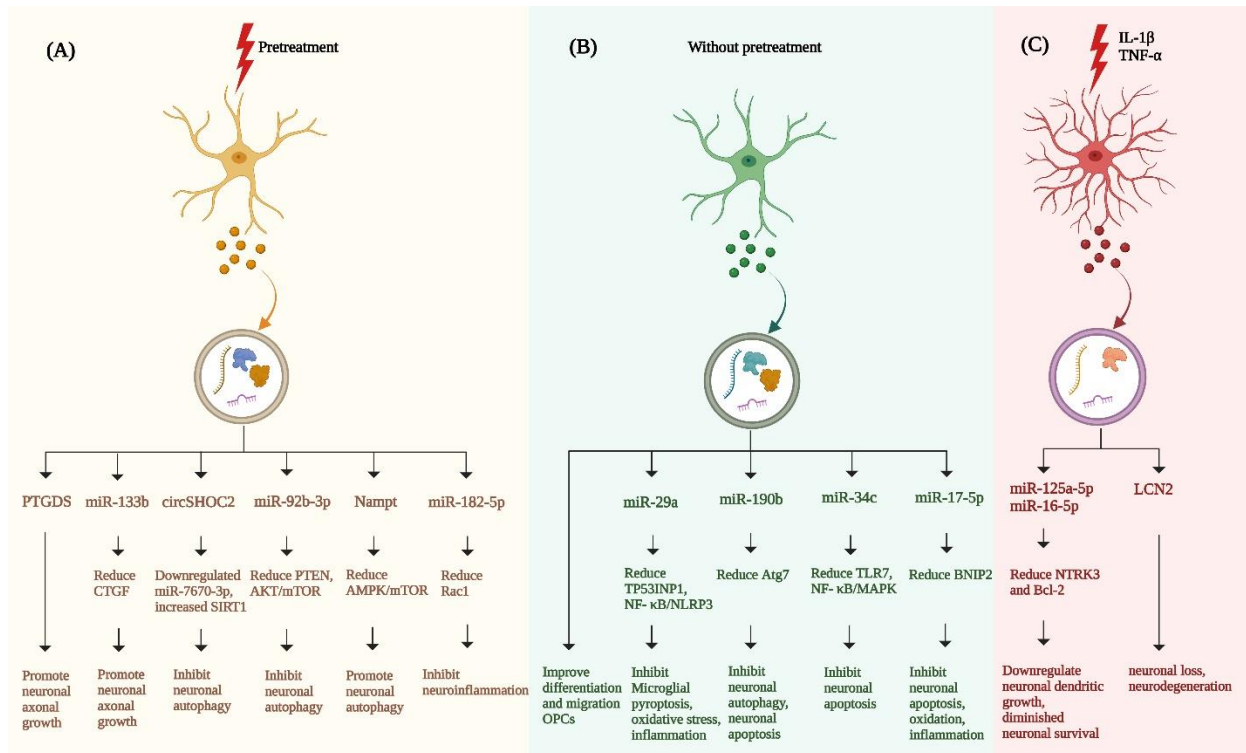 (A)
Pretreatment
PTGDS
miR-133b
circSHOC2
miR-92b-3p
Nampt
miR-182-5p
Reduce
CTGF
Downregulated
miR-7670-3p,
increased SIRT1
Reduce PTEN,
AKT/mTOR
Reduce
AMPK/mTOR
Reduce
Rac1
Promote
neuronal
axonal
growth
Promote
neuronal
axonal
growth
Inhibit
neuronal
autophagy
Inhibit
neuronal
autophagy
Promote
neuronal
autophagy
Inhibit
neuroinflammation
(B)
Without pretreatment
miR-29a
miR-190b
miR-34c
miR-17-5p
Reduce
TP53INP1,
NF- κB/NLRP3
Reduce Atg7
Reduce TLR7,
NF- κB/MAPK
Reduce BNIP2
Improve
differentiation
and migration
OPCs
Inhibit
Microglial
pyroptosis,
oxidative stress,
inflammation
Inhibit
neuronal
autophagy,
neuronal
apoptosis
Inhibit
neuronal
apoptosis
Inhibit
neuronal
apoptosis,
oxidation,
inflammation
(C)
IL-1β
TNF-α
miR-125a-5p
miR-16-5p
LCN2
Reduce NTRK3
and Bcl-2
Downregulate
neuronal dendritic
growth,
diminished
neuronal survival
neuronal loss,
neurodegeneration